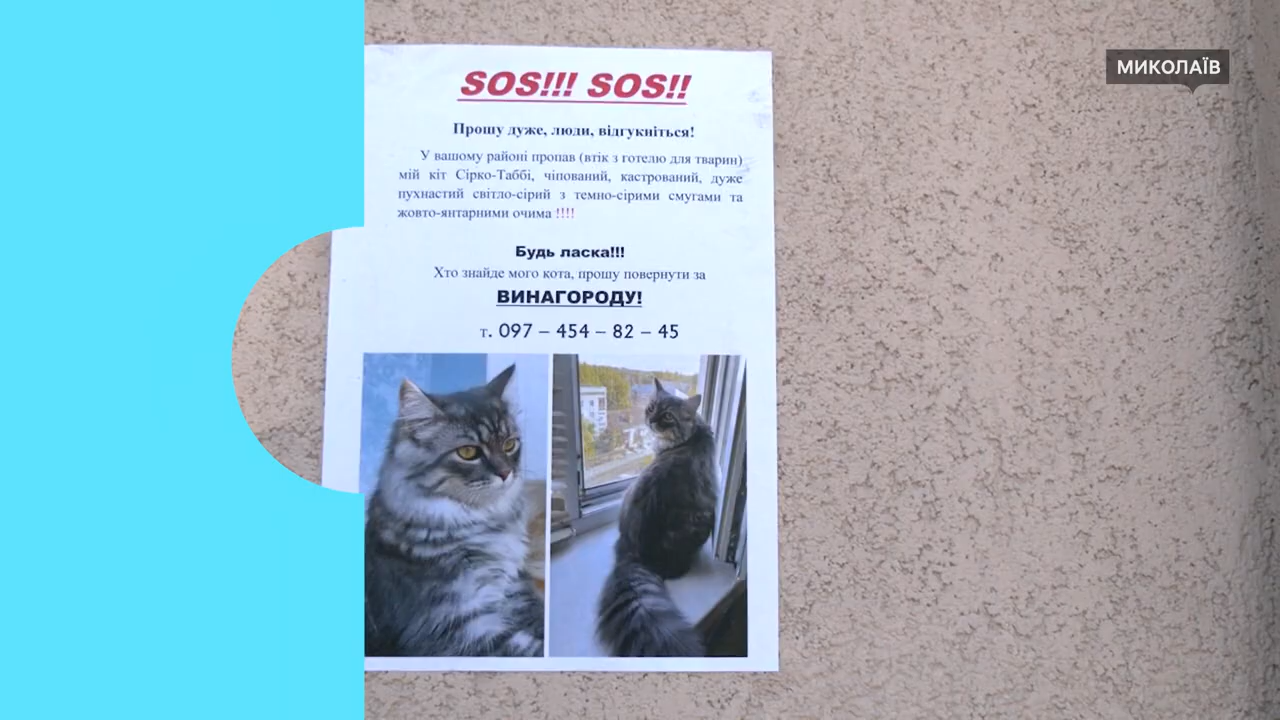 МИКОЛАЇВ
SOS!!! SOS!!
Прошу дуже, люди, відгукніться!
У вашому районі пропав (втік з готелю для тварин)
мій кіт Сірко-Таббі, чіпований, кастрований, дуже
пухнастий світло-сірий з темно-сірими смугами та
жовто-янтарними очима !!!!
Будь ласка!!!
Хто знайде мого кота, прошу повернути за
ВИНАГОРОДУ!
т. 097 – 454 – 82 – 45